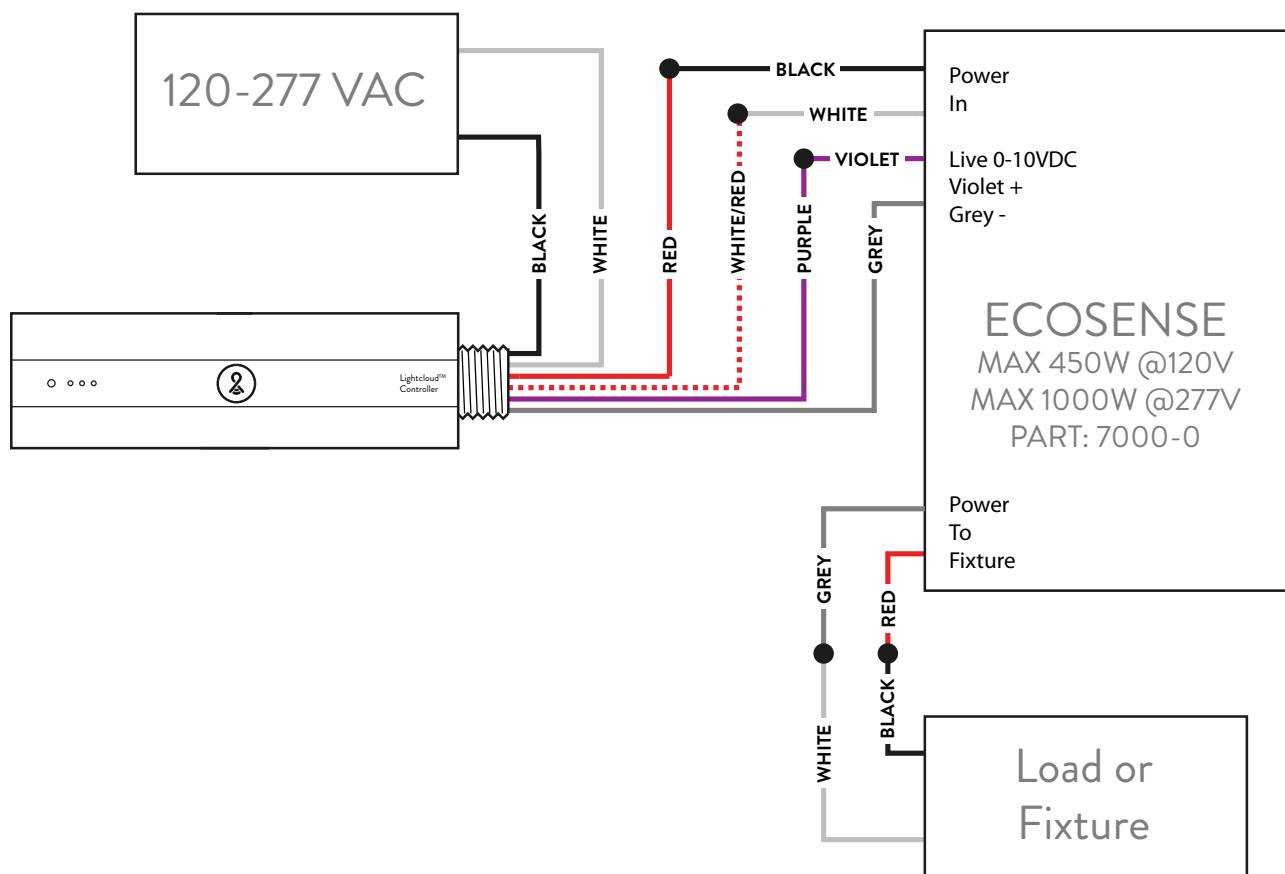 120-277 VAC
BLACK
WHITE
Lightcloud™
Controller
RED
WHITE/RED
PURPLE
GREY
BLACK
WHITE
VIOLET
Power
In
Live 0-10VDC
Violet +
Grey -
ECOSENSE
MAX 450W @120V
MAX 1000W @277V
PART: 7000-0
Power
To
Fixture
GREY
RED
WHITE
BLACK
Load or
Fixture